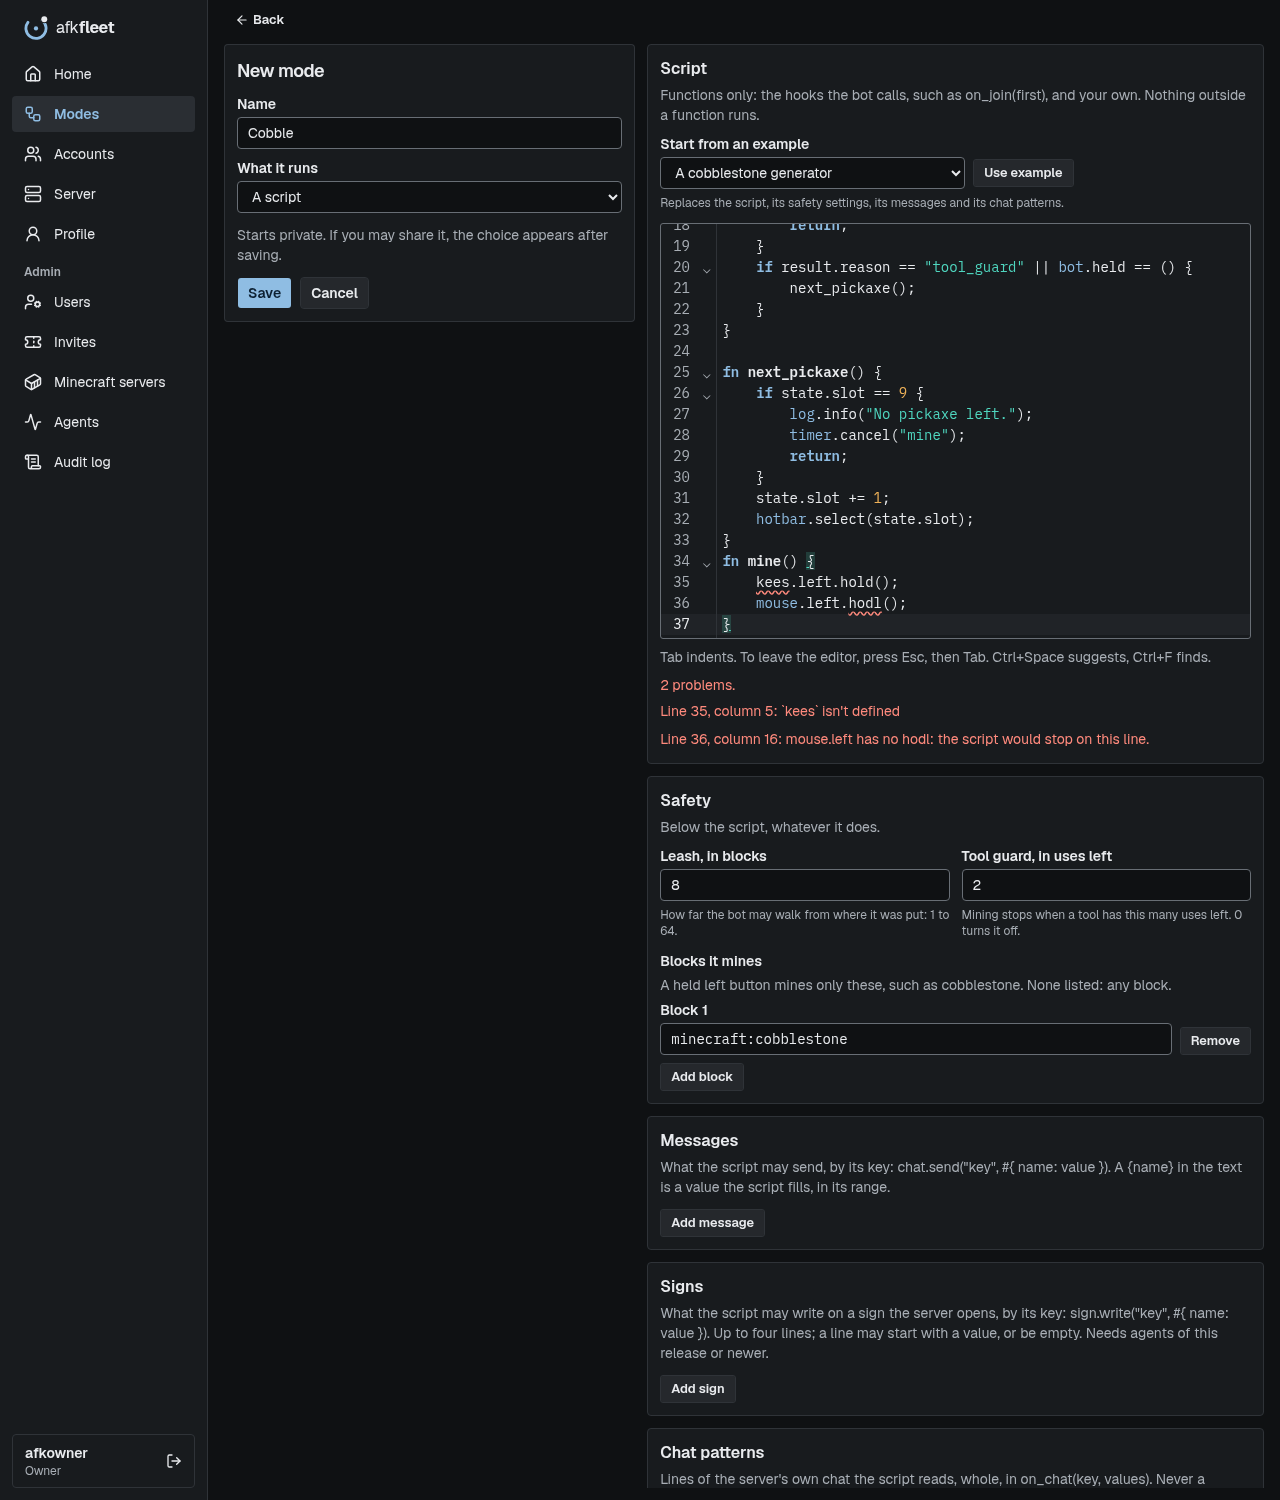 afkfleet
Home
Modes
Accounts
Server
Profile
Admin
Users
Invites
Minecraft servers
Agents
Audit log
afkowner
Owner
Back
New mode
Name
Cobble
What it runs
A script
Starts private. If you may share it, the choice appears after
saving.
Save
Cancel
Script
Functions only: the hooks the bot calls, such as on_join(first), and your own. Nothing outside
a function runs.
Start from an example
A cobblestone generator
Use example
Replaces the script, its safety settings, its messages and its chat patterns.
18         return;
19     }
20     if result.reason == "tool_guard" || bot.held == () {
21         next_pickaxe();
22     }
23 }
24
25 fn next_pickaxe() {
26     if state.slot == 9 {
27         log.info("No pickaxe left.");
28         timer.cancel("mine");
29         return;
30     }
31     state.slot += 1;
32     hotbar.select(state.slot);
33 }
34 fn mine() {
35     kees.left.hold();
36     mouse.left.hodl();
37 }
Tab indents. To leave the editor, press Esc, then Tab. Ctrl+Space suggests, Ctrl+F finds.
2 problems.
Line 35, column 5: `kees` isn't defined
Line 36, column 16: mouse.left has no hodl: the script would stop on this line.
Safety
Below the script, whatever it does.
Leash, in blocks
8
How far the bot may walk from where it was put: 1 to
64.
Tool guard, in uses left
2
Mining stops when a tool has this many uses left. 0
turns it off.
Blocks it mines
A held left button mines only these, such as cobblestone. None listed: any block.
Block 1
minecraft:cobblestone
Remove
Add block
Messages
What the script may send, by its key: chat.send("key", #{ name: value }). A {name} in the text
is a value the script fills, in its range.
Add message
Signs
What the script may write on a sign the server opens, by its key: sign.write("key", #{ name:
value }). Up to four lines; a line may start with a value, or be empty. Needs agents of this
release or newer.
Add sign
Chat patterns
Lines of the server's own chat the script reads, whole, in on_chat(key, values). Never a